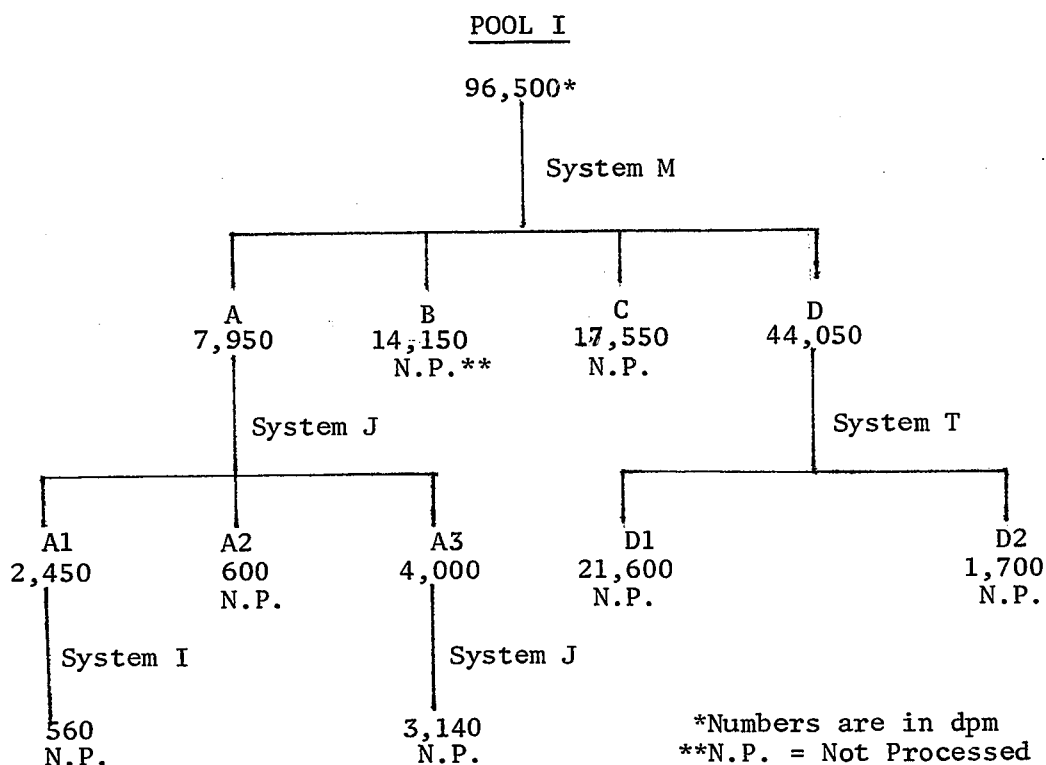 POOL I
96,500*
System M
A B C D
7,950 14,150 17,550 44,050
N.P.** N.P.
System J System T
A1 A2 A3 D1 D2
2,450 600 4,000 21,600 1,700
N.P. N.P. N.P.
System I System J
560 3,140 *Numbers are in dpm
N.P. N.P. **N.P. = Not Processed